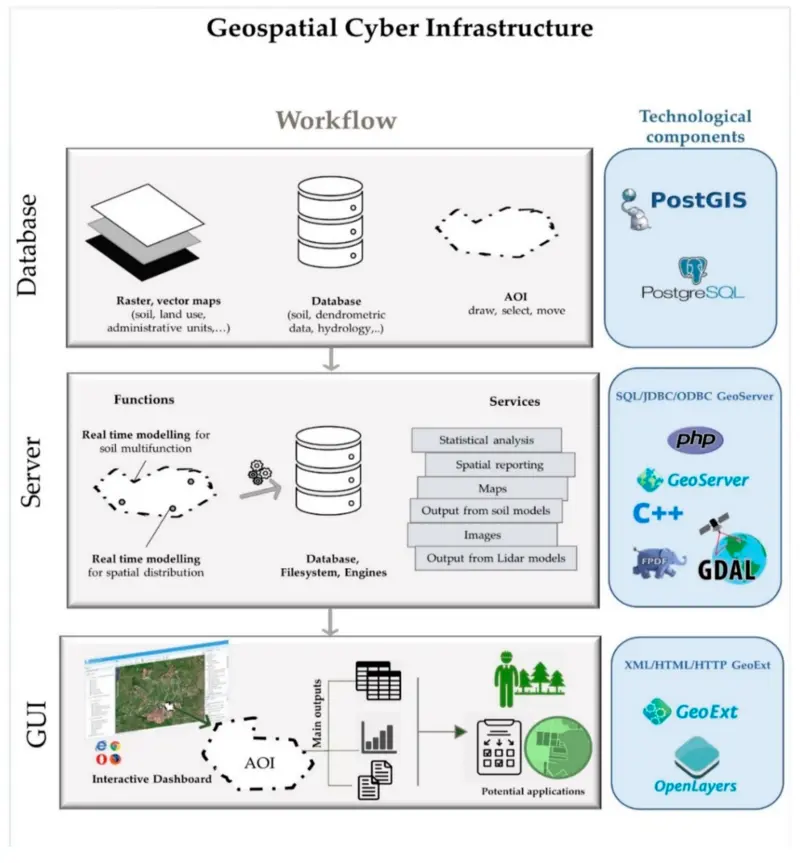 Geospatial Cyber Infrastructure
Workflow
Technological
components
Database
Raster, vector maps
(soil, land use,
administrative units,...)
Database
(soil, dendrometric
data, hydrology,..)
AOI
draw, select, move
PostGIS
PostgreSQL
Server
Functions
Real time modelling for
soil multifunction
Real time modelling
for spatial distribution
Database,
Filesystem, Engines
Services
Statistical analysis
Spatial reporting
Maps
Output from soil models
Images
Output from Lidar models
SQL/JDBC/ODBC GeoServer
php
GeoServer
C++
FPDF
GDAL
GUI
Interactive Dashboard
AOI
Main outputs
Potential applications
XML/HTML/HTTP GeoExt
GeoExt
OpenLayers